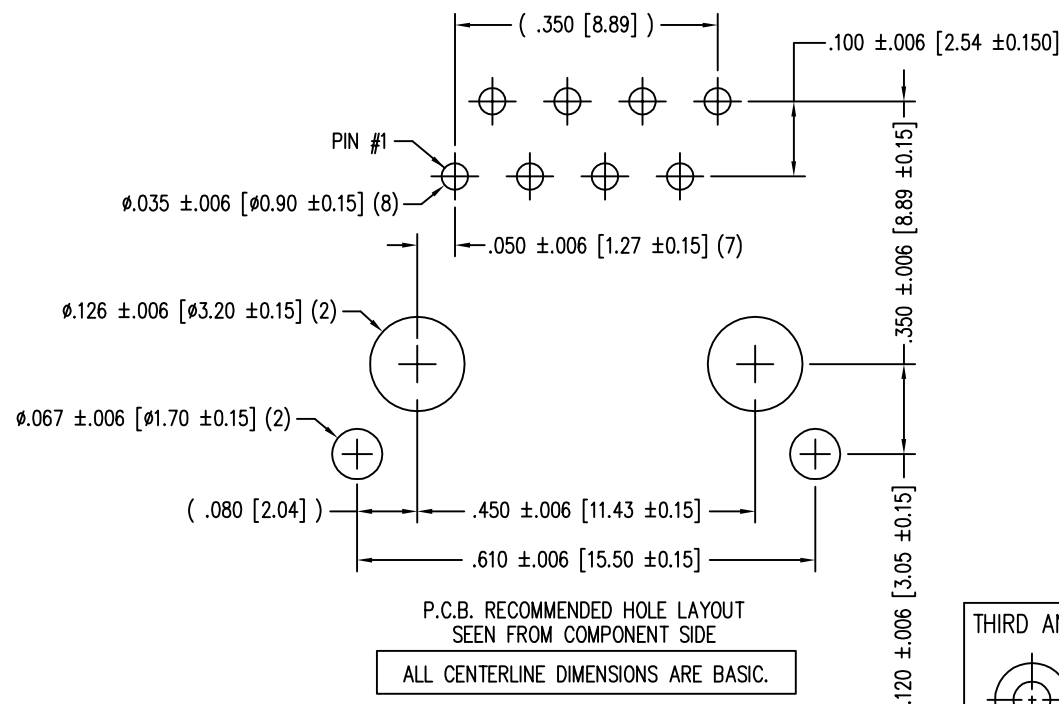 ( .350 [8.89] )
.100 ±.006 [2.54 ±0.150]
PIN #1
ø.035 ±.006 [ø0.90 ±0.15] (8)
.050 ±.006 [1.27 ±0.15] (7)
.350 ±.006 [8.89 ±0.15]
ø.126 ±.006 [ø3.20 ±0.15] (2)
ø.067 ±.006 [ø1.70 ±0.15] (2)
( .080 [2.04] )
.450 ±.006 [11.43 ±0.15]
.610 ±.006 [15.50 ±0.15]
.120 ±.006 [3.05 ±0.15]
P.C.B. RECOMMENDED HOLE LAYOUT
SEEN FROM COMPONENT SIDE
ALL CENTERLINE DIMENSIONS ARE BASIC.
THIRD AN